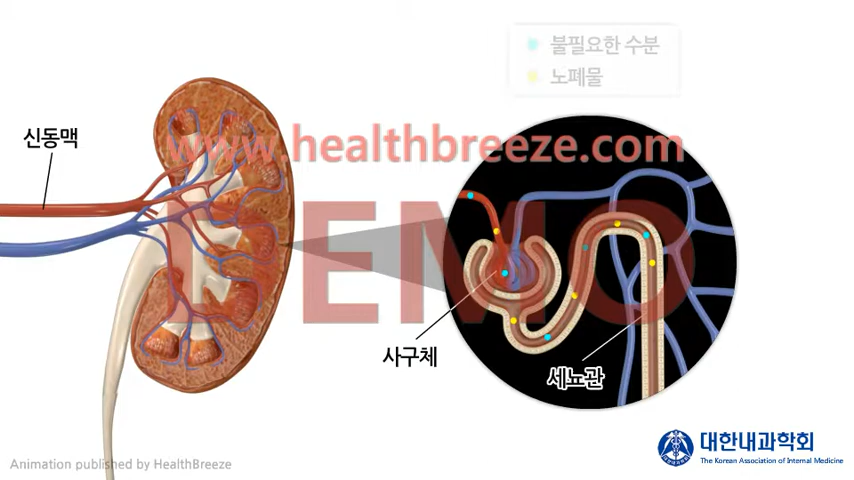 불필요한 수분
노폐물
신동맥
www.healthbreeze.com
DEMO
사구체
세뇨관
대한내과학회
The Korean Association of Internal Medicine
Animation published by HealthBreeze